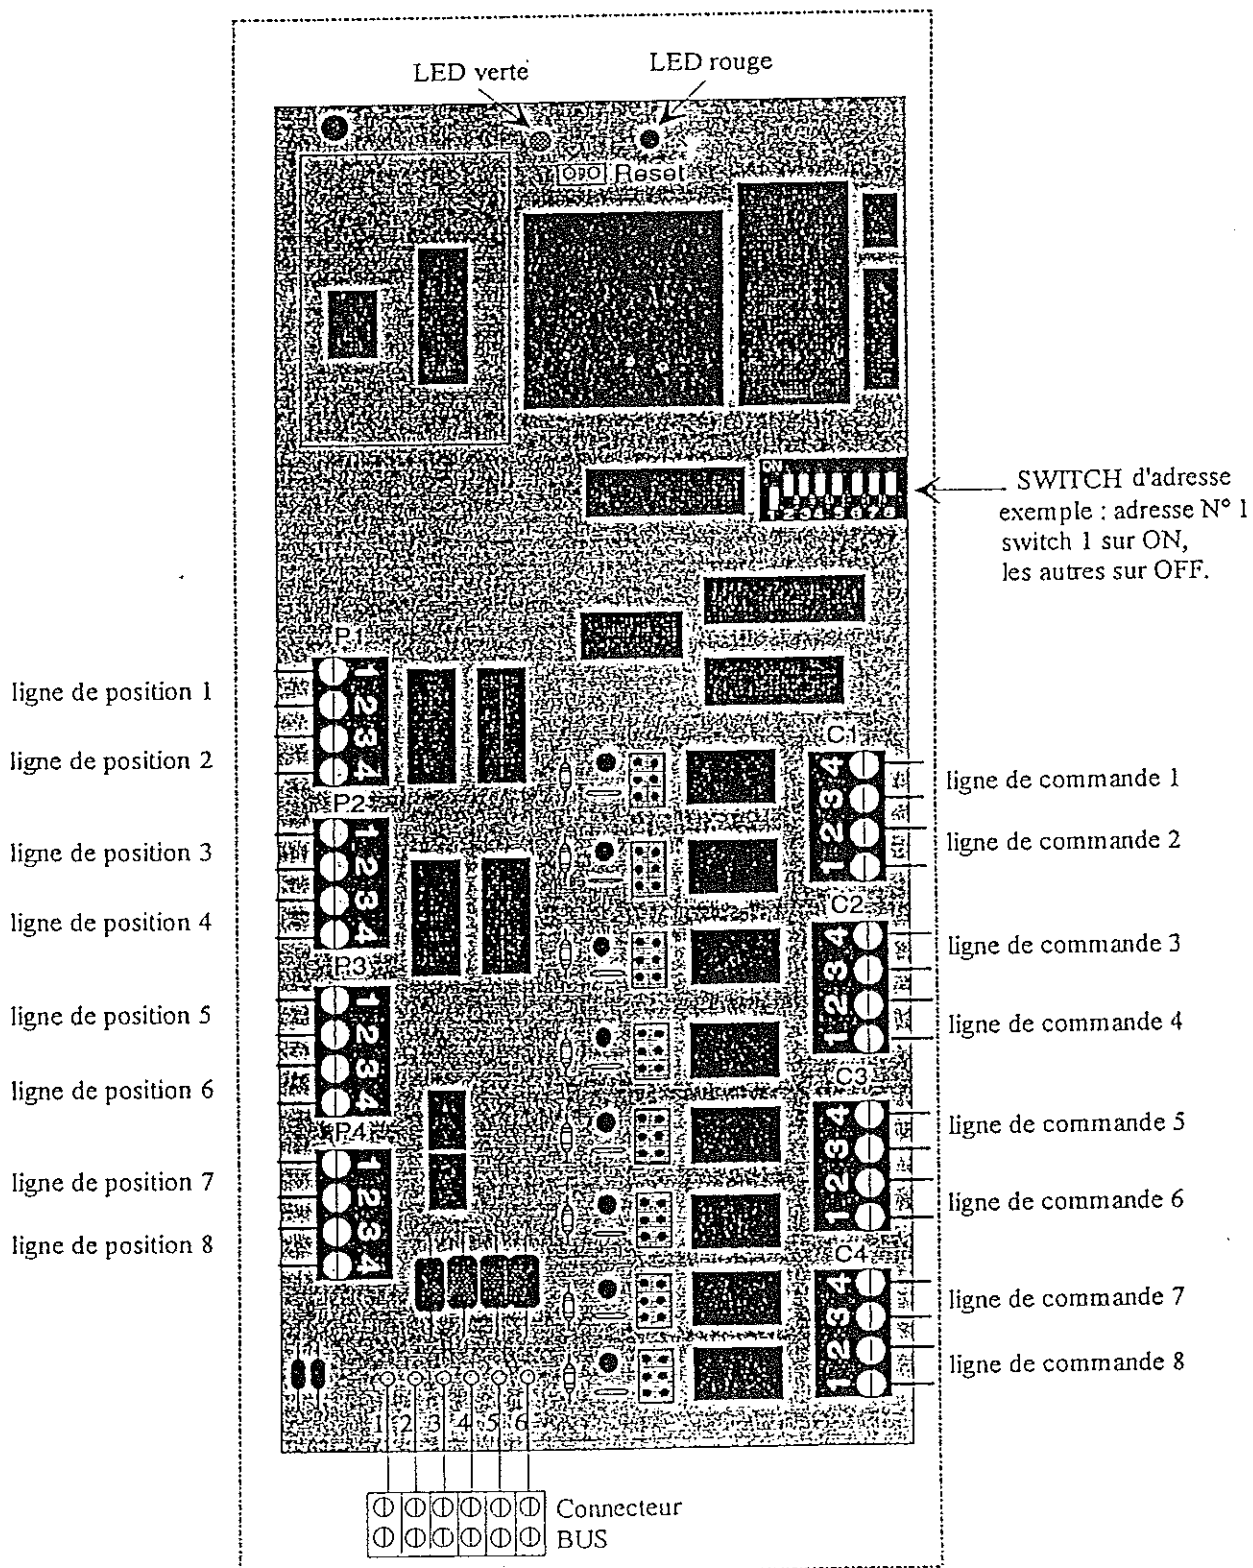 LED verte
LED rouge
Reset
ON
1 2 3 4 5 6 7 8
SWITCH d'adresse
exemple : adresse N° 1
switch 1 sur ON,
les autres sur OFF.
P1
1
2
3
4
ligne de position 1
ligne de position 2
P2
1
2
3
4
ligne de position 3
ligne de position 4
P3
1
2
3
4
ligne de position 5
ligne de position 6
P4
1
2
3
4
ligne de position 7
ligne de position 8
C1
4
3
2
1
ligne de commande 1
ligne de commande 2
C2
4
3
2
1
ligne de commande 3
ligne de commande 4
C3
4
3
2
1
ligne de commande 5
ligne de commande 6
C4
4
3
2
1
ligne de commande 7
ligne de commande 8
1 2 3 4 5 6
Connecteur
BUS